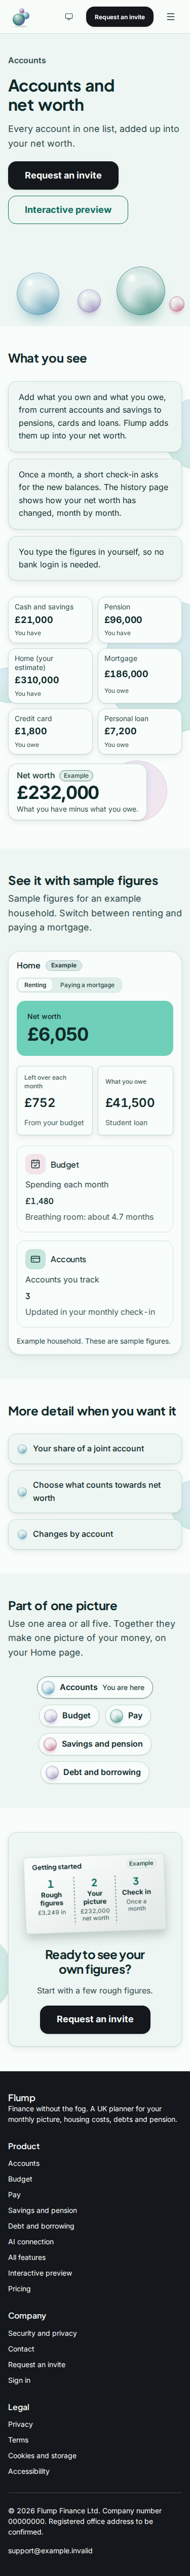 Request an invite
Accounts
Accounts and
net worth
Every account in one list, added up into
your net worth.
Request an invite
Interactive preview
What you see
Add what you own and what you owe,
from current accounts and savings to
pensions, cards and loans. Flump adds
them up into your net worth.
Once a month, a short check-in asks
for the new balances. The history page
shows how your net worth has
changed, month by month.
You type the figures in yourself, so no
bank login is needed.
Cash and savings
£21,000
You have
Pension
£96,000
You have
Home (your
estimate)
£310,000
You have
Mortgage
£186,000
You owe
Credit card
£1,800
You owe
Personal loan
£7,200
You owe
Net worth Example
£232,000
What you have minus what you owe.
See it with sample figures
Sample figures for an example
household. Switch between renting and
paying a mortgage.
Home Example
Renting Paying a mortgage
Net worth
£6,050
Left over each
month
£752
From your budget
What you owe
£41,500
Student loan
Budget
Spending each month
£1,480
Breathing room: about 4.7 months
Accounts
Accounts you track
3
Updated in your monthly check-in
Example household. These are sample figures.
More detail when you want it
Your share of a joint account
Choose what counts towards net
worth
Changes by account
Part of one picture
Use one area or all five. Together they
make one picture of your money, on
your Home page.
Accounts You are here
Budget
Pay
Savings and pension
Debt and borrowing
Getting started
Example
1
Rough
figures
£3,249 in
2
Your
picture
£232,000
net worth
3
Check in
Once a
month
Ready to see your
own figures?
Start with a few rough figures.
Request an invite
Flump
Finance without the fog. A UK planner for your
monthly picture, housing costs, debts and pension.
Product
Accounts
Budget
Pay
Savings and pension
Debt and borrowing
AI connection
All features
Interactive preview
Pricing
Company
Security and privacy
Contact
Request an invite
Sign in
Legal
Privacy
Terms
Cookies and storage
Accessibility
© 2026 Flump Finance Ltd. Company number
00000000. Registered office address to be
confirmed.
support@example.invalid